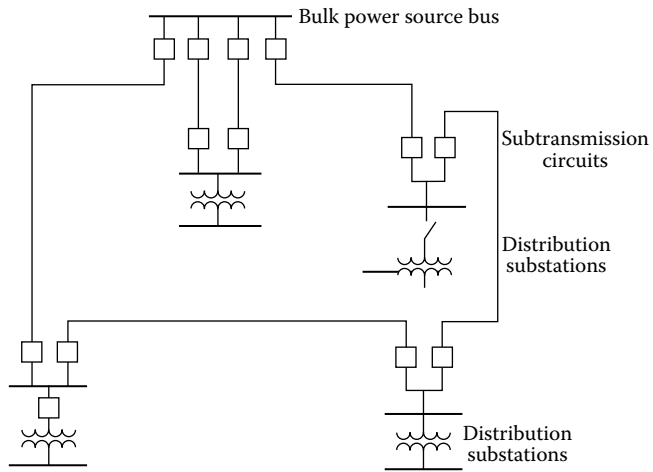 Bulk power source bus
Subtransmission
circuits
Distribution
substations
Distribution
substations